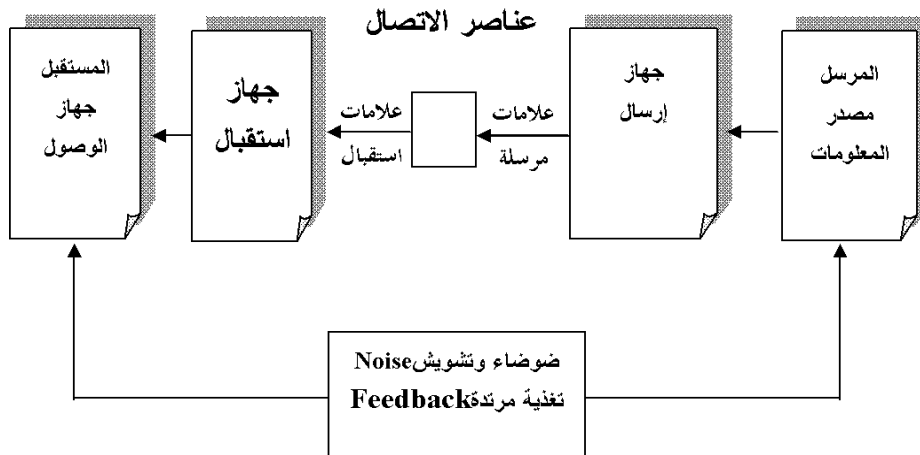 عناصر الاتصال
المرسل
مصدر
المعلومات
جهاز
إرسال
علامات
مرسلة
علامات
استقبال
جهاز
استقبال
المستقبل
جهاز
الوصول
ضوضاء وتشويشNoise
تغذية مرتدةFeedback